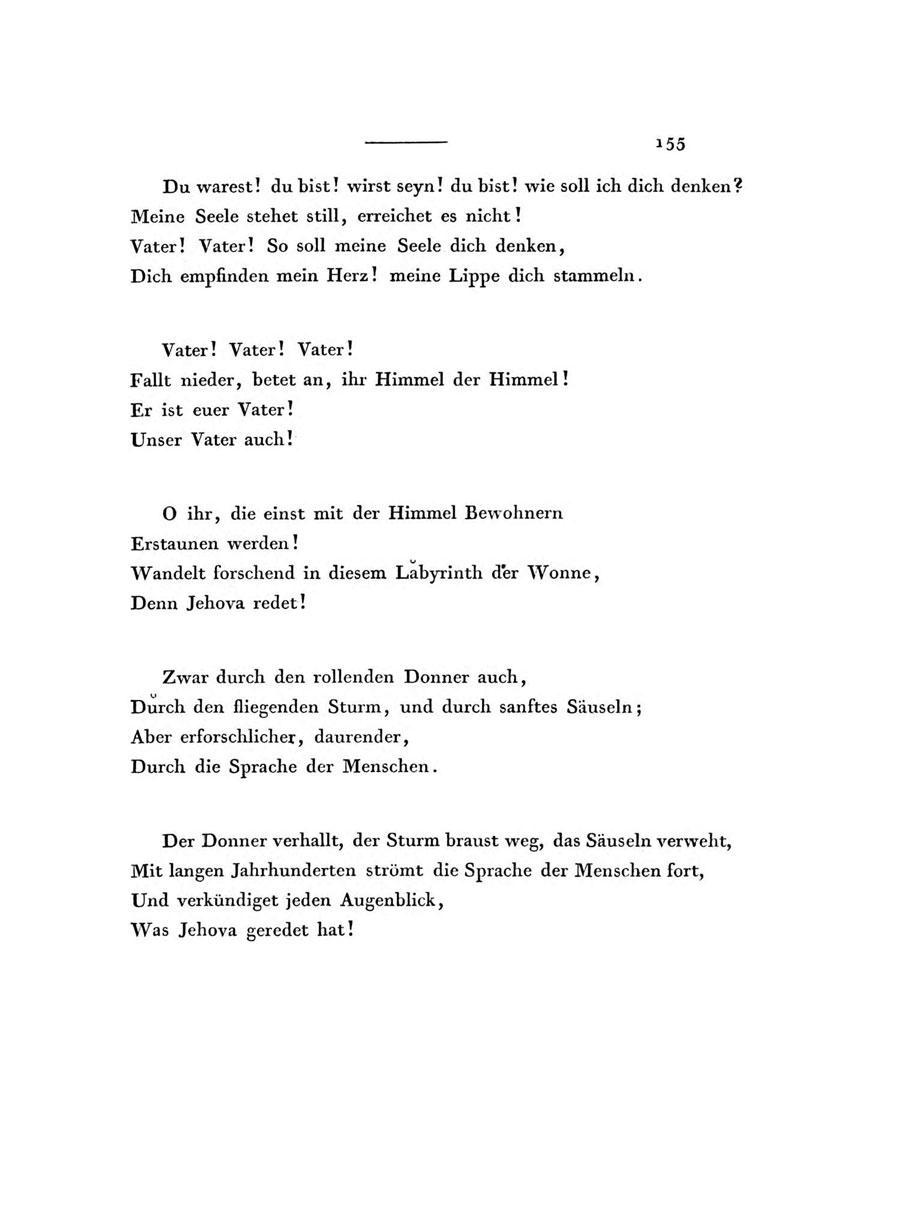 155
Du warest! du bist! wirst seyn! du bist! wie soll ich dich denken?
Meine Seele stehet still, erreichet es nicht!
Vater! Vater! So soll meine Seele dich denken,
Dich empfinden mein Herz! meine Lippe dich stammeln.
Vater! Vater! Vater!
Fallt nieder, betet an, ihr Himmel der Himmel!
Er ist euer Vater!
Unser Vater auch!
O ihr, die einst mit der Himmel Bewohnern
Erstaunen werden!
Wandelt forschend in diesem Labyrinth der Wonne,
Denn Jehova redet!
Zwar durch den rollenden Donner auch,
Durch den fliegenden Sturm, und durch sanftes Säuseln;
Aber erforschlicher, daurender,
Durch die Sprache der Menschen.
Der Donner verhallt, der Sturm braust weg, das Säuseln verweht,
Mit langen Jahrhunderten strömt die Sprache der Menschen fort,
Und verkündiget jeden Augenblick,
Was Jehova geredet hat!